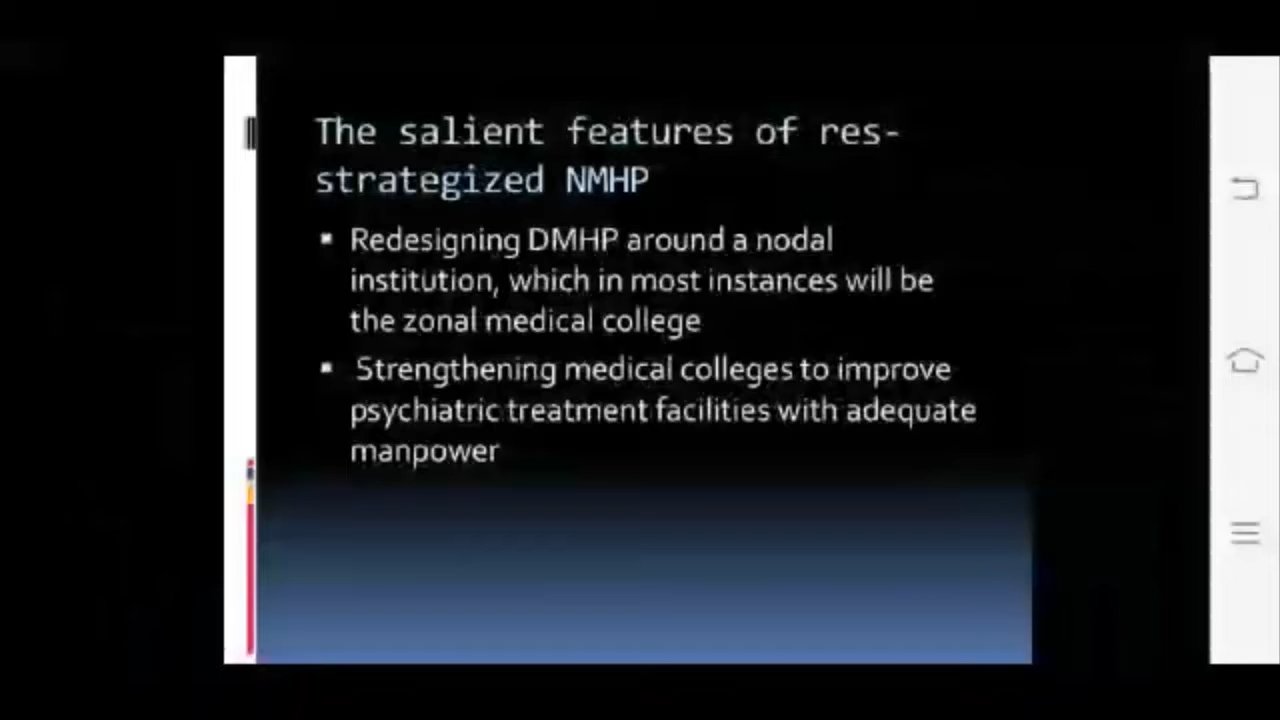 The salient features of res-
strategized NMHP
▪ Redesigning DMHP around a nodal
institution, which in most instances will be
the zonal medical college
▪ Strengthening medical colleges to improve
psychiatric treatment facilities with adequate
manpower